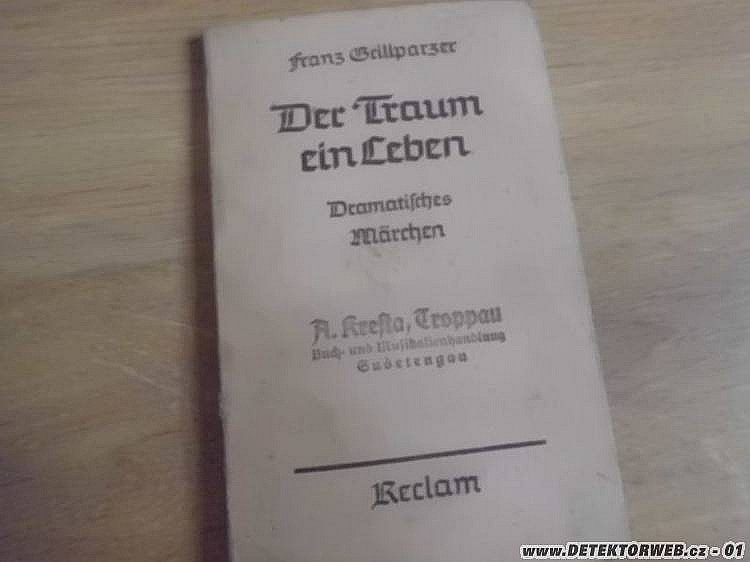 Franz Grillparzer
Der Traum
ein Leben
Dramatisches
Märchen
A. Kresta, Troppau
Buch- und Musikalienhandlung
Sudetengau
Reclam
www.DETEKTORWEB.cz - 01